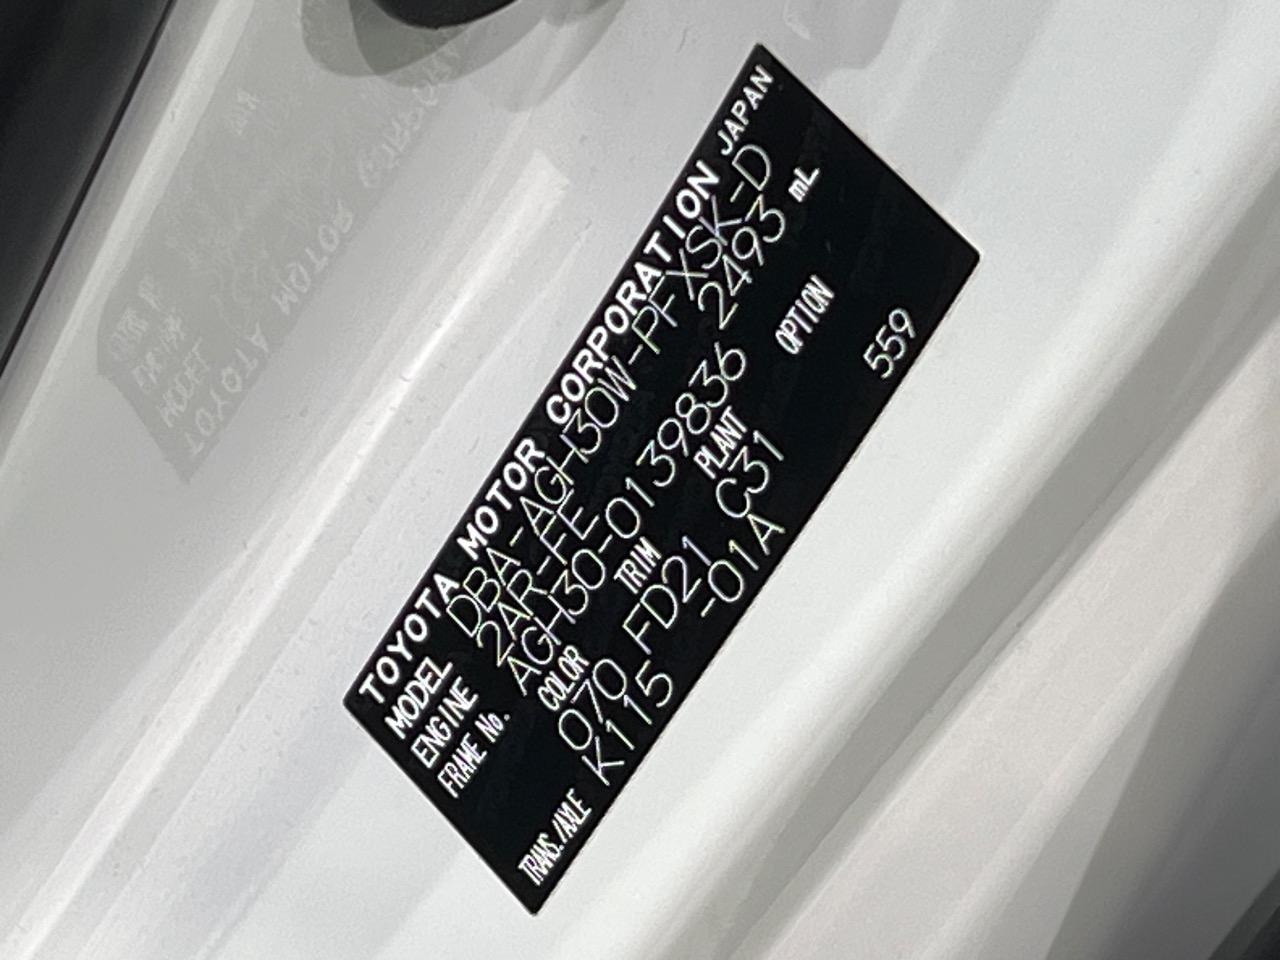 TOYOTA MOTOR CORPORATION JAPAN
MODEL DBA-AGH30W-PFXSK-D
ENGINE 2AR-FE 2493 mL
FRAME No. AGH30-0139836
COLOR TRIM PLANT OPTION
070 FD21 C31 559
TRANS./AXLE K115 -01A